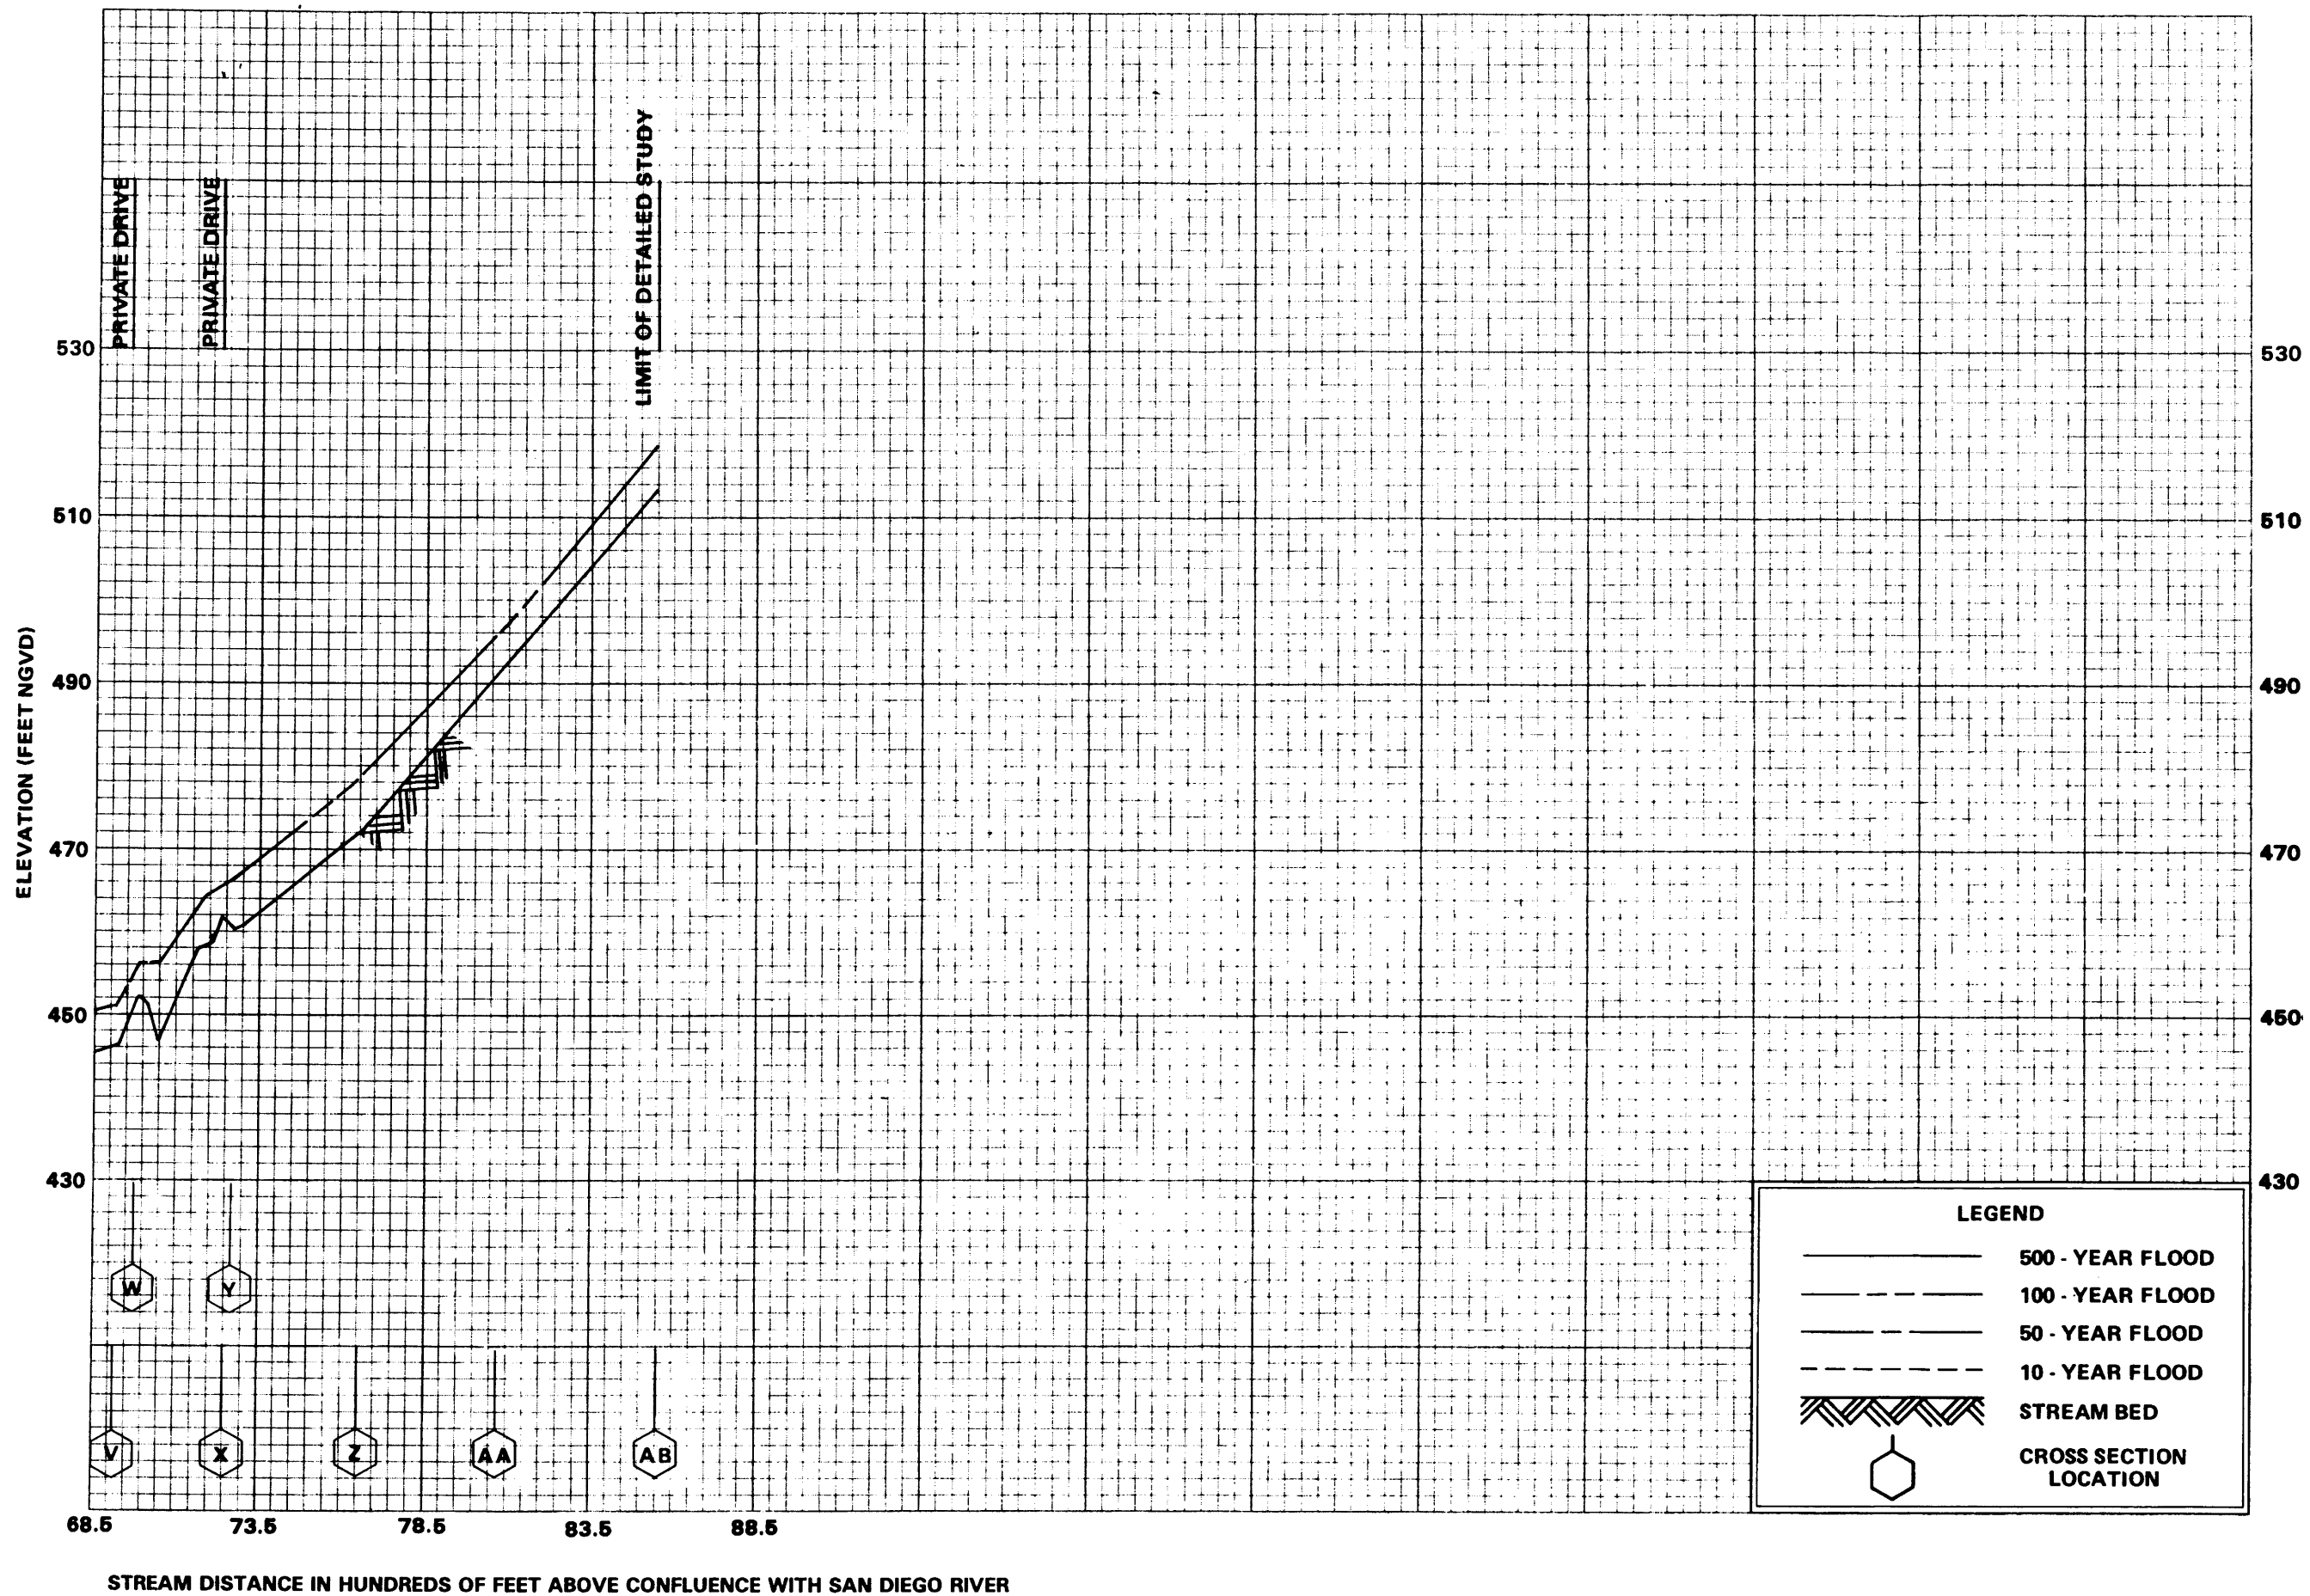 PRIVATE DRIVE
PRIVATE DRIVE
LIMIT OF DETAILED STUDY
ELEVATION (FEET NGVD)
530
510
490
470
450
430
530
510
490
470
450
430
W
Y
V
X
Z
AA
AB
68.5
73.5
78.5
83.5
88.5
STREAM DISTANCE IN HUNDREDS OF FEET ABOVE CONFLUENCE WITH SAN DIEGO RIVER
LEGEND
500 - YEAR FLOOD
100 - YEAR FLOOD
50 - YEAR FLOOD
10 - YEAR FLOOD
STREAM BED
CROSS SECTION
LOCATION